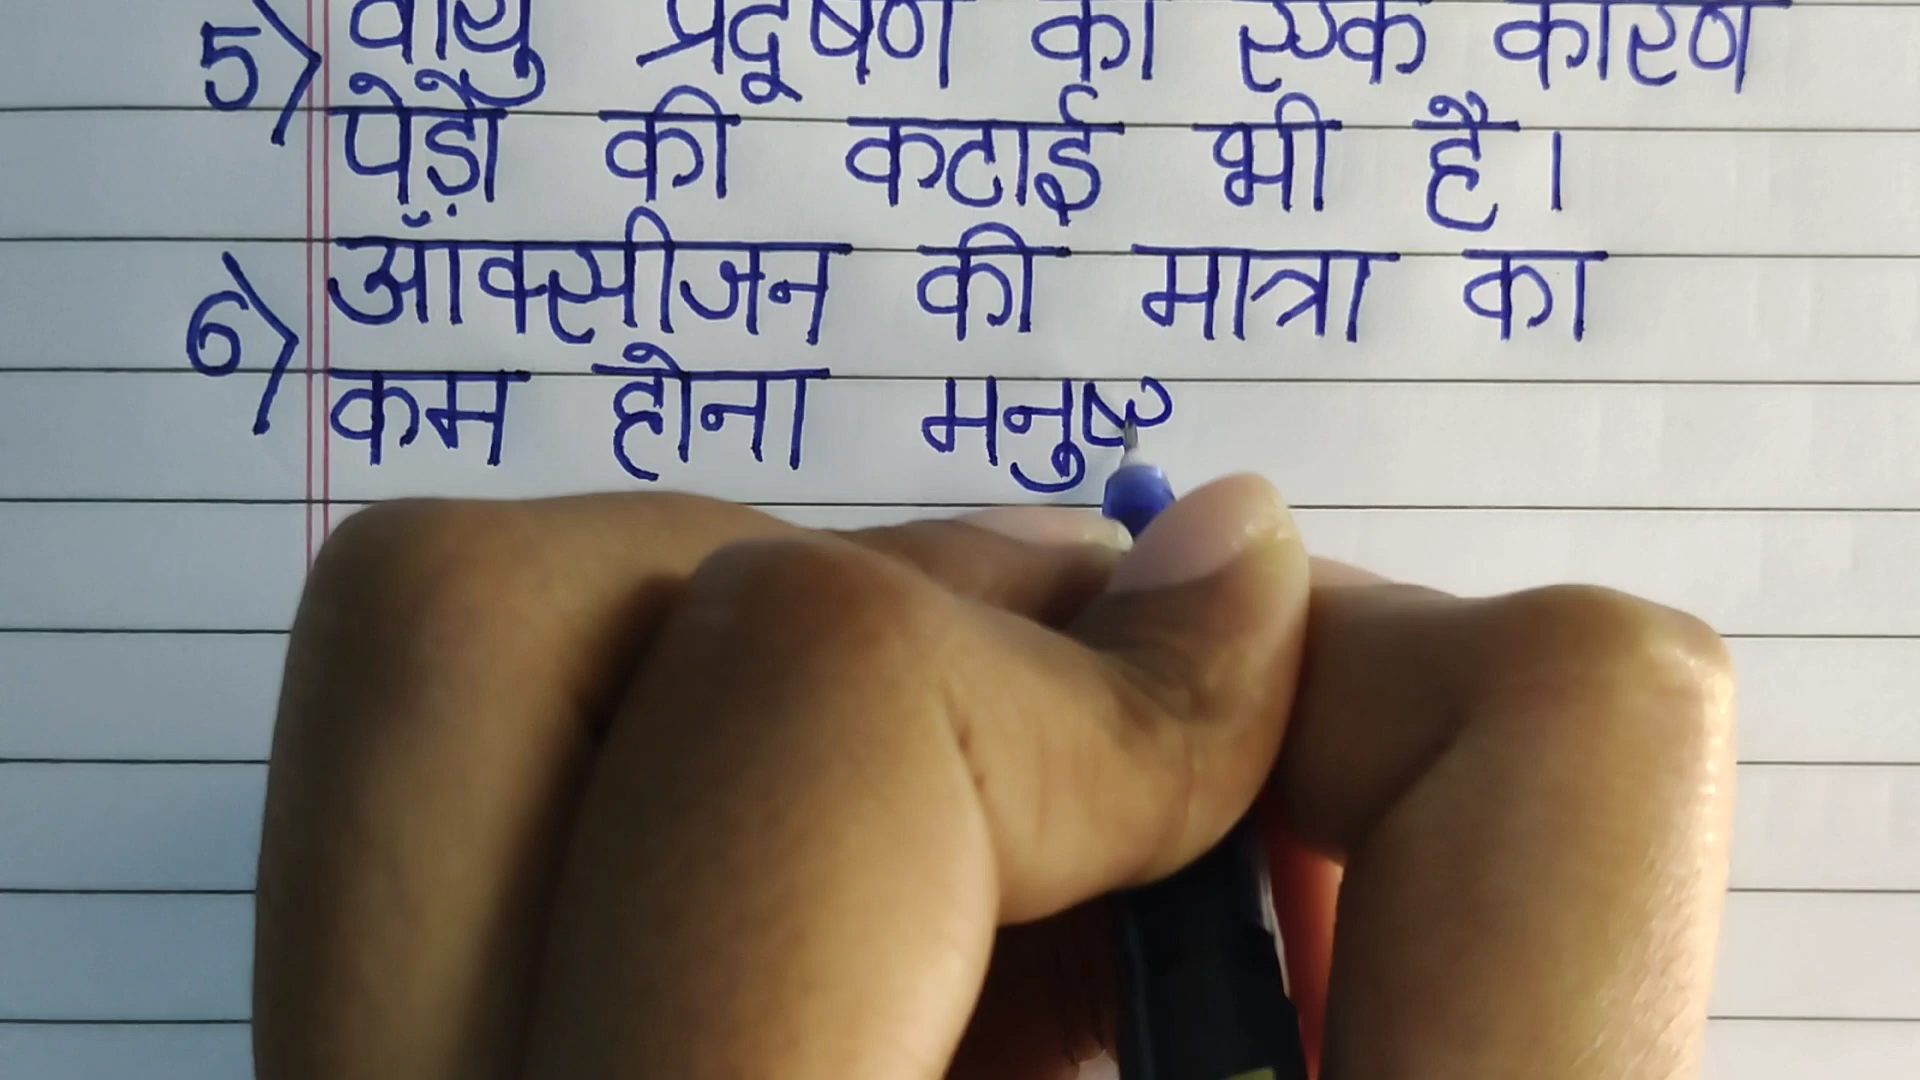 5) वायु प्रदूषण का एक कारण
पेड़ो की कटाई भी है।
6) ऑक्सीजन की मात्रा का
कम होना मनुष्